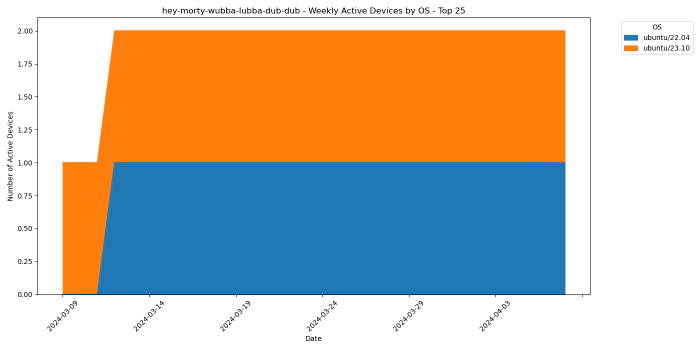 hey-morty-wubba-lubba-dub-dub - Weekly Active Devices by OS - Top 25
OS
ubuntu/22.04
ubuntu/23.10
Number of Active Devices
2.00
1.75
1.50
1.25
1.00
0.75
0.50
0.25
0.00
2024-03-09
2024-03-14
2024-03-19
2024-03-24
2024-03-29
2024-04-03
Date